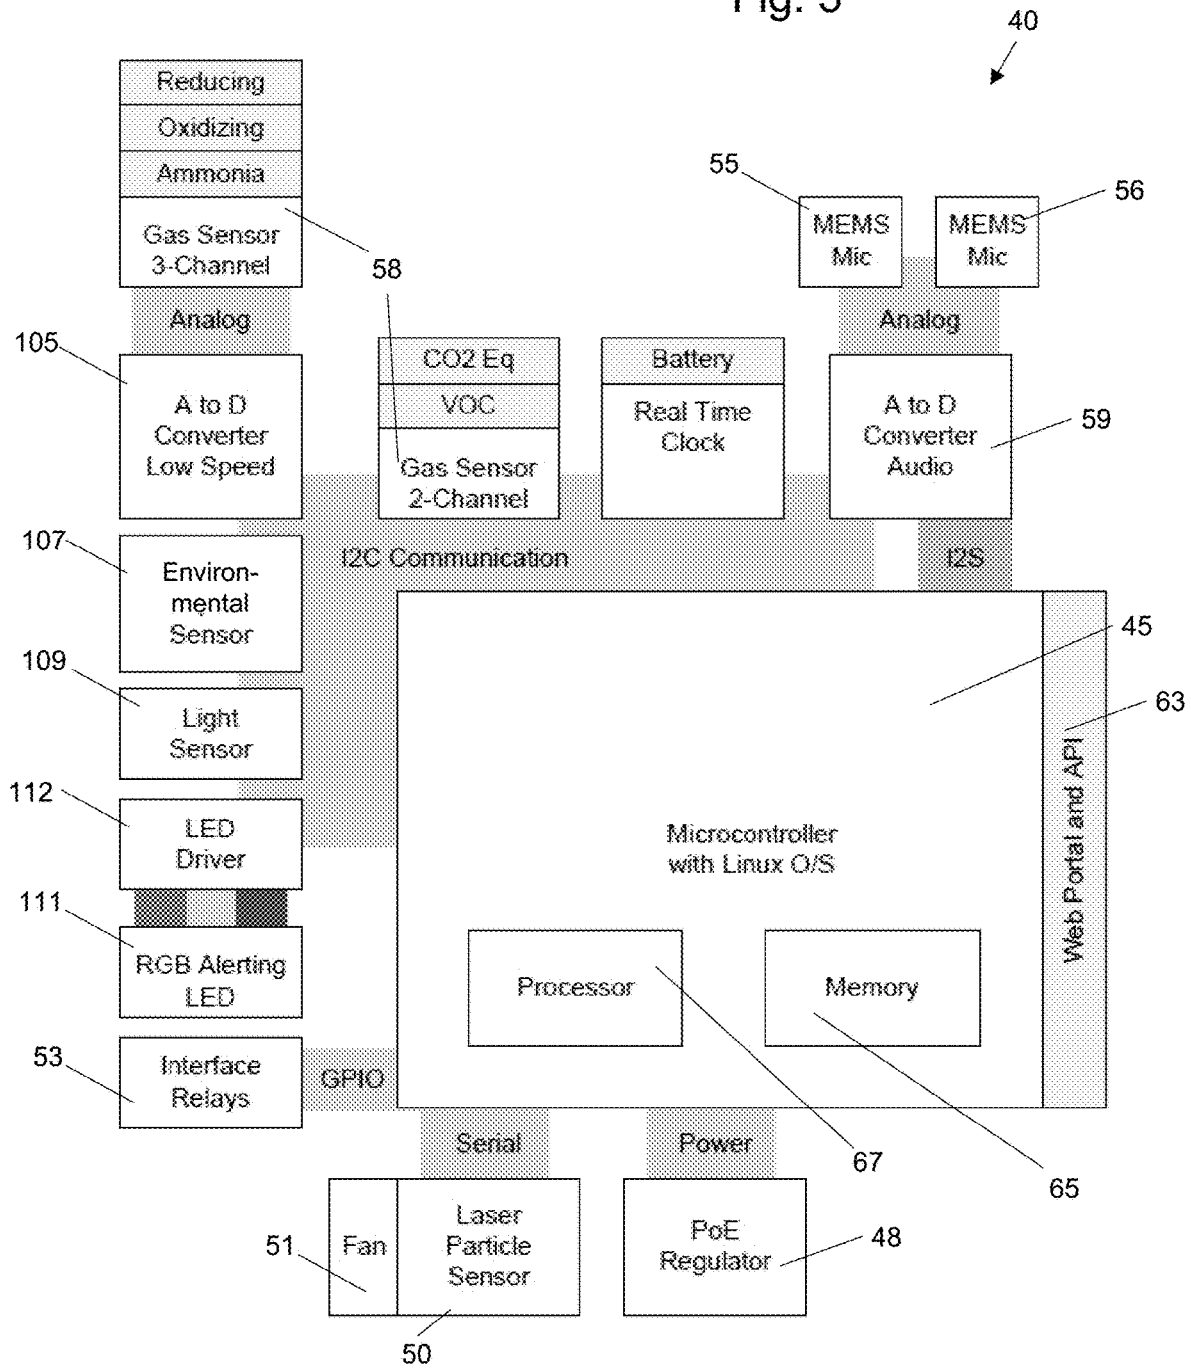 Fig. 5
40
Reducing
Oxidizing
Ammonia
Gas Sensor
3-Channel
58
Analog
105
A to D
Converter
Low Speed
CO2 Eq
VOC
Gas Sensor
2-Channel
Battery
Real Time
Clock
55
MEMS
Mic
56
MEMS
Mic
Analog
A to D
Converter
Audio
59
I2C Communication
I2S
107
Environ-
mental
Sensor
109
Light
Sensor
112
LED
Driver
111
RGB Alerting
LED
53
Interface
Relays
GPIO
45
63
Web Portal and API
Microcontroller
with Linux O/S
Processor
Memory
67
65
Serial
Power
51
Fan
Laser
Particle
Sensor
50
PoE
Regulator
48